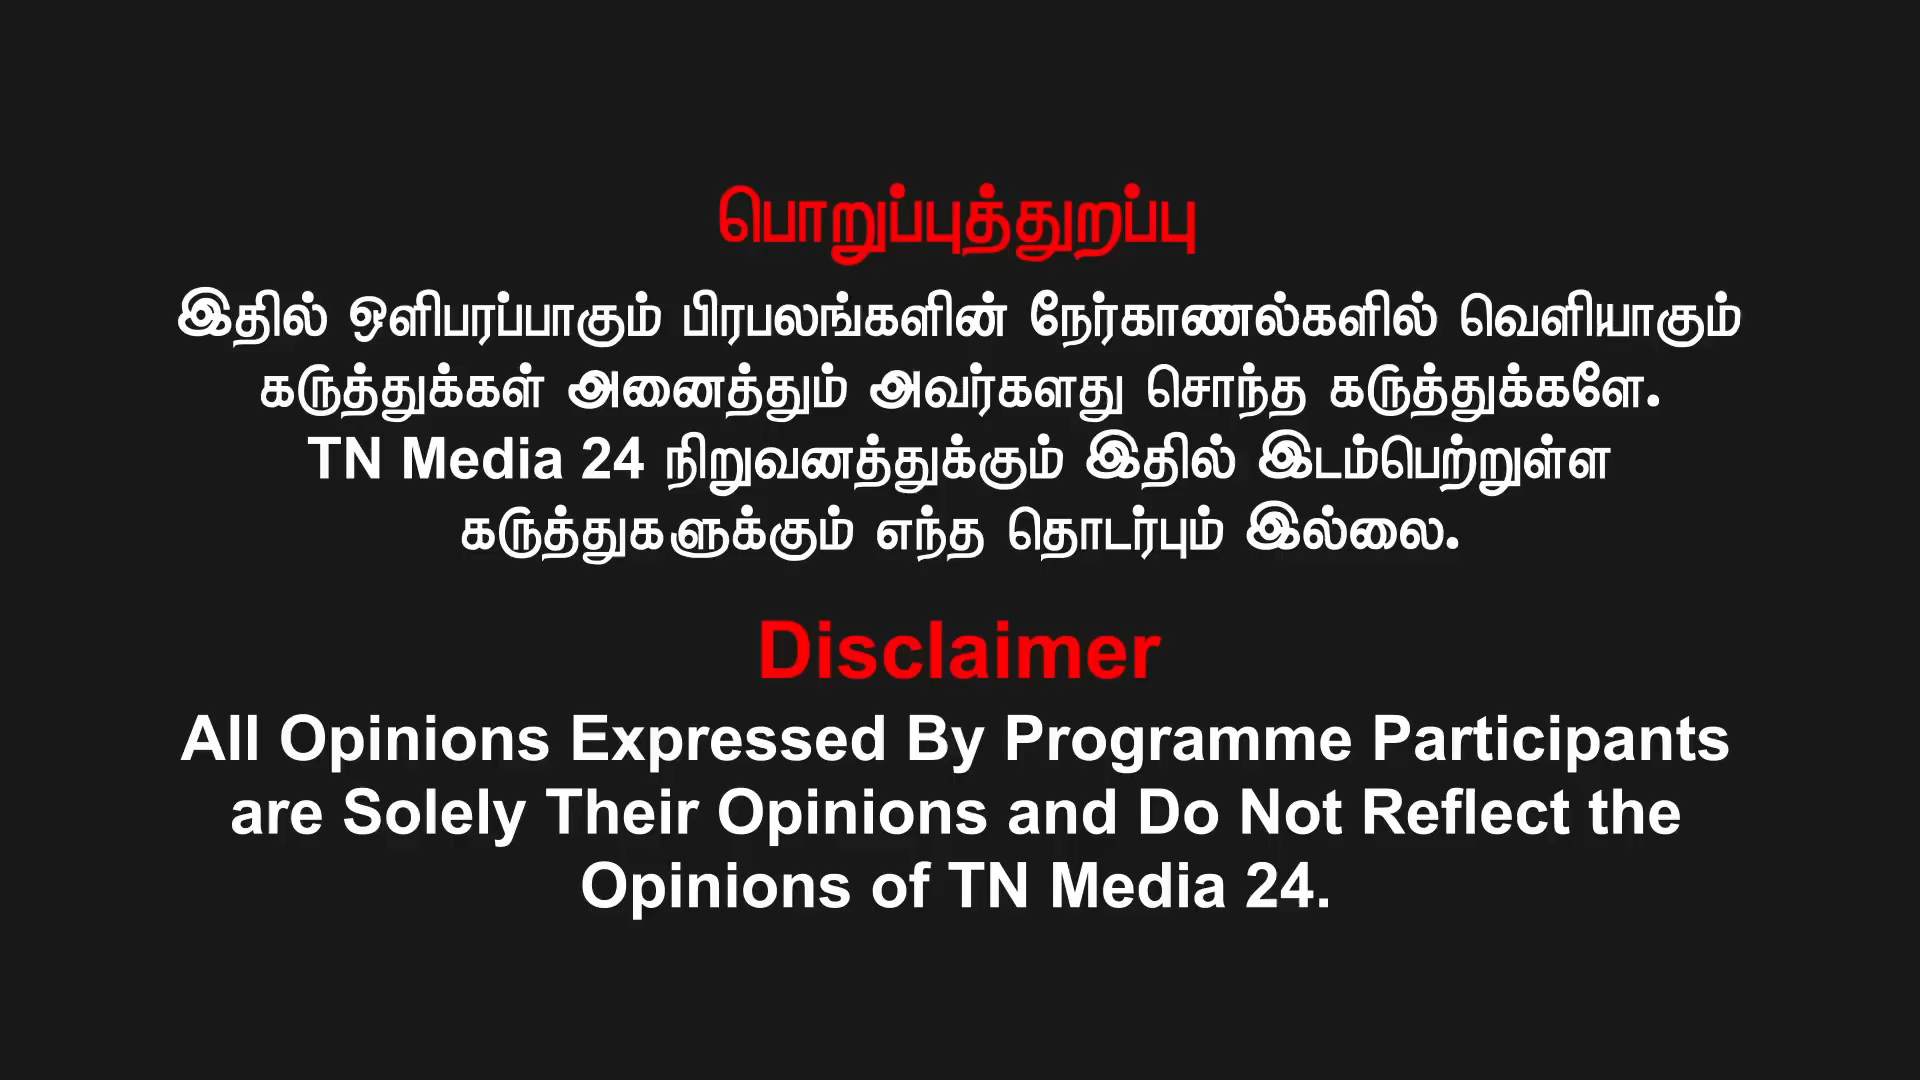 பொறுப்புத்துறப்பு
இதில் ஒளிபரப்பாகும் பிரபலங்களின் நேர்காணல்களில் வெளியாகும்
கருத்துக்கள் அனைத்தும் அவர்களது சொந்த கருத்துக்களே.
TN Media 24 நிறுவனத்துக்கும் இதில் இடம்பெற்றுள்ள
கருத்துகளுக்கும் எந்த தொடர்பும் இல்லை.
Disclaimer
All Opinions Expressed By Programme Participants
are Solely Their Opinions and Do Not Reflect the
Opinions of TN Media 24.